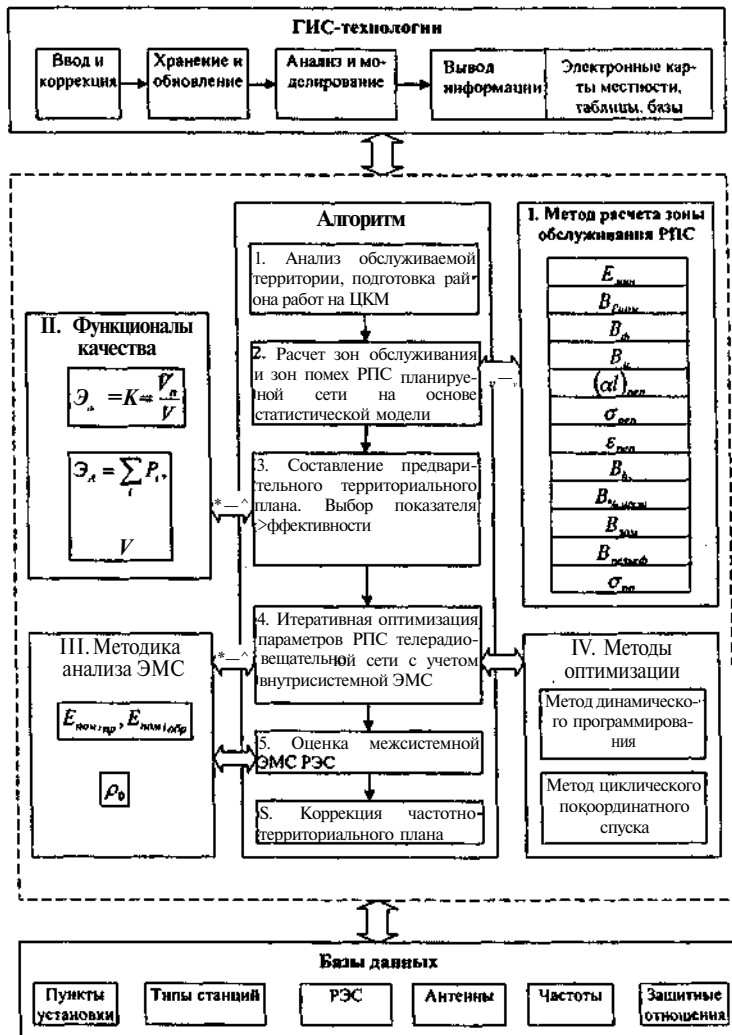 ГИС-технологии
Ввод и
коррекция
Хранение и
обновление
Анализ и мо-
делирование
Вывод
информации
Электронные кар-
ты местности,
таблицы, базы
Алгоритм
1. Анализ обслуживаемой
территории, подготовка рай-
она работ на ЦКМ
2. Расчет зон обслуживания
и зон помех РПС планируе-
мой сети на основе
статистической модели
3. Составление предвари-
тельного территориального
плана. Выбор показателя
>ффективности
4. Итеративная оптимизация
параметров РПС телерадио-
вещательной сети с учетом
внутрисистемной ЭМС
5. Оценка межсистемной
ЭМС РЭС
S. Коррекция частотно
территориального плана
II. Функционалы
качества
V
III. Методика
анализа ЭМС
ρ₀
I. Метод расчета зоны
обслуживания РПС
IV. Методы
оптимизации
Метод динамическо-
го программирова-
ния
Метод циклического
покоординатного
спуска
Базы данных
Пункты
установки
Типы станций
РЭС
Антенны
Частоты
Защитные
отношения